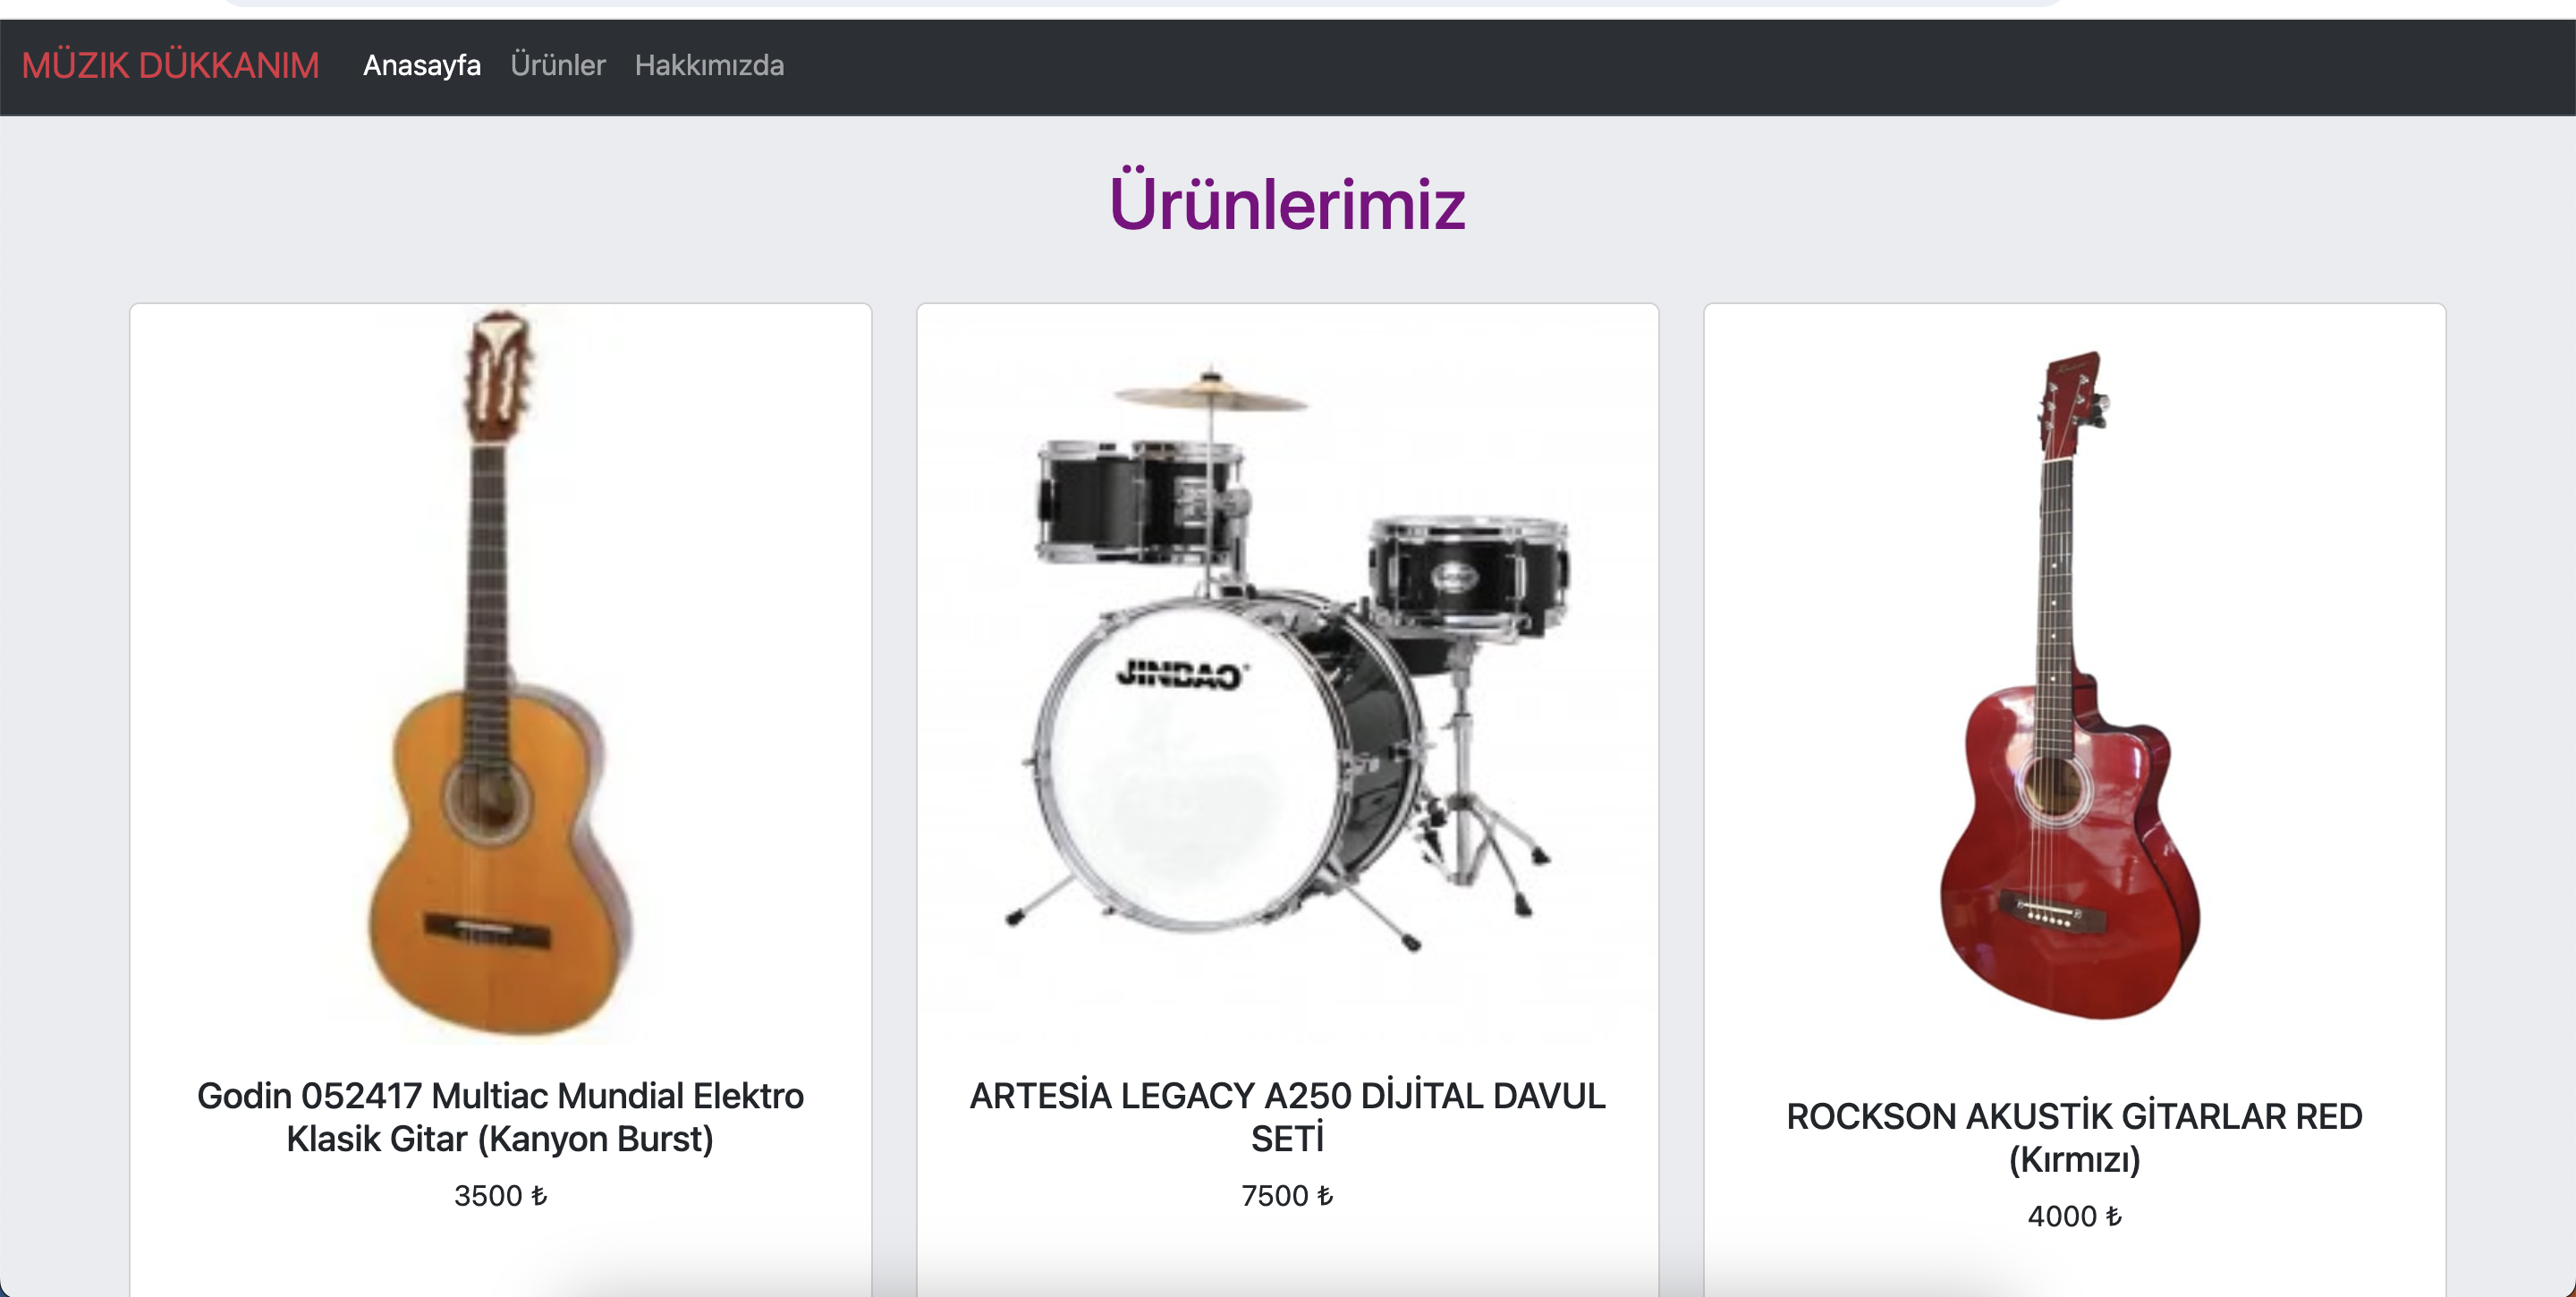 MÜZIK DÜKKANIM Anasayfa Ürünler Hakkımızda
Ürünlerimiz
JINBAO
Godin 052417 Multiac Mundial Elektro
Klasik Gitar (Kanyon Burst)
3500 ₺
ARTESİA LEGACY A250 DİJİTAL DAVUL
SETİ
7500 ₺
ROCKSON AKUSTİK GİTARLAR RED
(Kırmızı)
4000 ₺